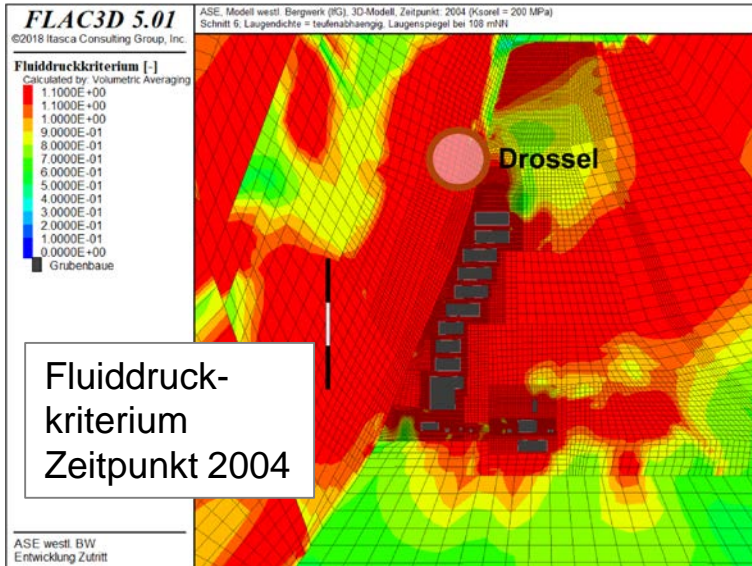 FLAC3D 5.01
©2018 Itasca Consulting Group, Inc.
Fluiddruckkriterium [-]
Calculated by: Volumetric Averaging
1.1000E+00
1.1000E+00
1.0000E+00
9.0000E-01
8.0000E-01
7.0000E-01
6.0000E-01
5.0000E-01
4.0000E-01
3.0000E-01
2.0000E-01
1.0000E-01
0.0000E+00
Grubenbaue
ASE westl. BW
Entwicklung Zutritt
ASE, Modell westl. Bergwerk (IfG), 3D-Modell, Zeitpunkt: 2004 (Ksorel = 200 MPa)
Schnitt 6; Laugendichte = teufenabhaengig, Laugenspiegel bei 108 mNN
Drossel
Fluiddruck-
kriterium
Zeitpunkt 2004